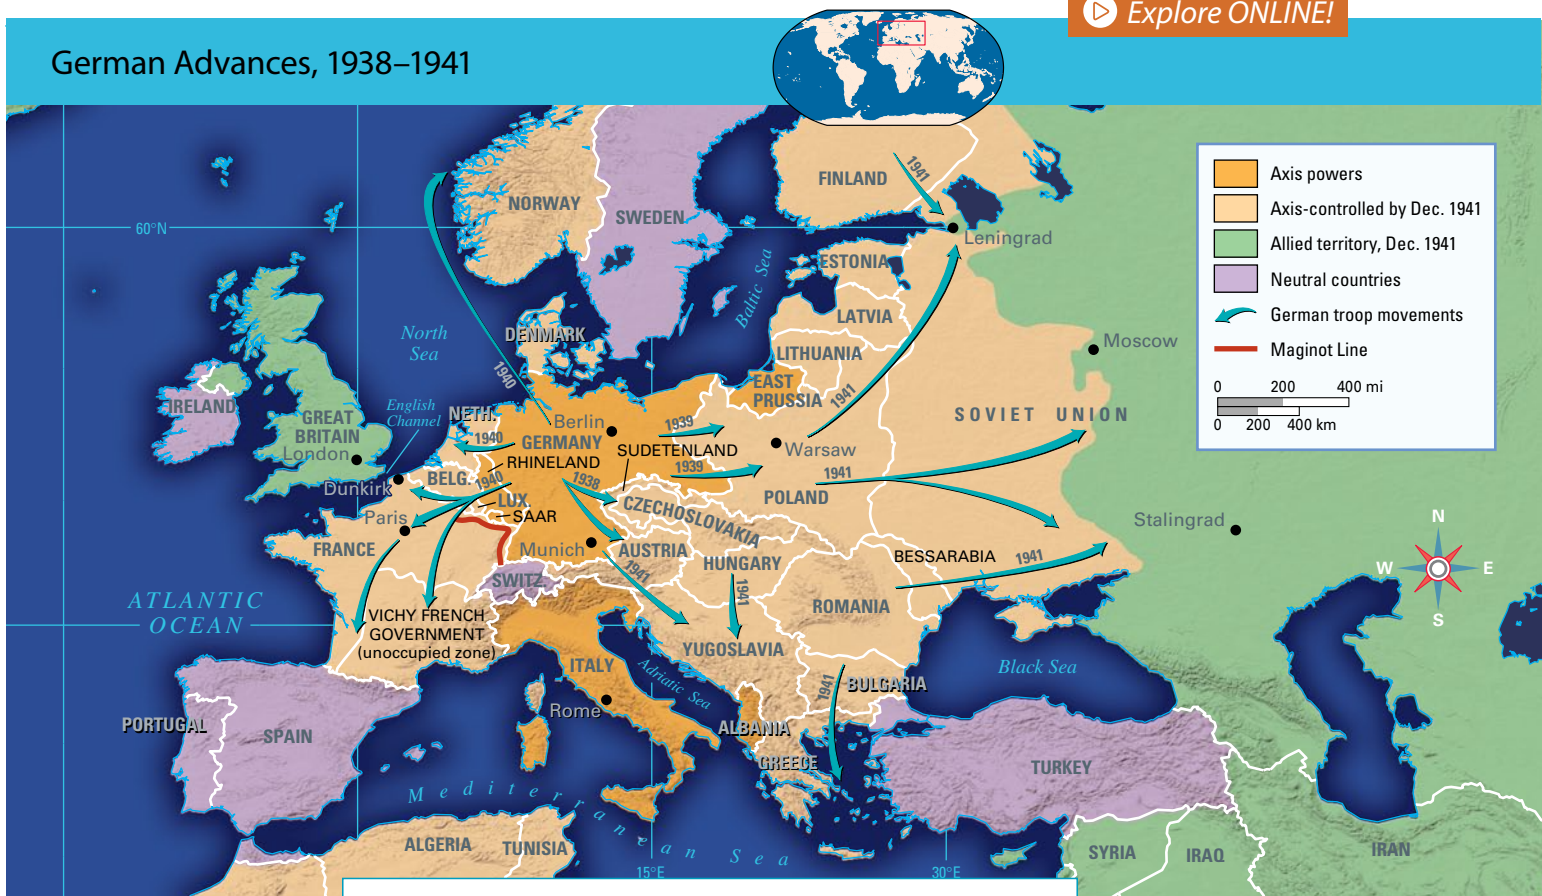 Explore ONLINE!
German Advances, 1938–1941
Axis powers
Axis-controlled by Dec. 1941
Allied territory, Dec. 1941
Neutral countries
German troop movements
Maginot Line
0 200 400 mi
0 200 400 km
N
W E
S
60°N
NORWAY
SWEDEN
FINLAND
1941
Leningrad
ESTONIA
Baltic Sea
LATVIA
LITHUANIA
Moscow
North
Sea
DENMARK
1940
EAST
PRUSSIA
1941
IRELAND
GREAT
BRITAIN
London
English
Channel
NETH.
1940
Berlin
GERMANY
1939
SUDETENLAND
Warsaw
SOVIET UNION
RHINELAND
1939
1938
1941
POLAND
Dunkirk
BELG.
1940
LUX.
SAAR
CZECHOSLOVAKIA
Paris
FRANCE
Munich
AUSTRIA
HUNGARY
BESSARABIA
1941
Stalingrad
SWITZ.
1941
1941
ROMANIA
ATLANTIC
OCEAN
VICHY FRENCH
GOVERNMENT
(unoccupied zone)
YUGOSLAVIA
ITALY
Adriatic Sea
1941
BULGARIA
Black Sea
Rome
ALBANIA
PORTUGAL
SPAIN
GREECE
TURKEY
Mediterranean Sea
ALGERIA
TUNISIA
SYRIA
IRAQ
IRAN
15°E
30°E